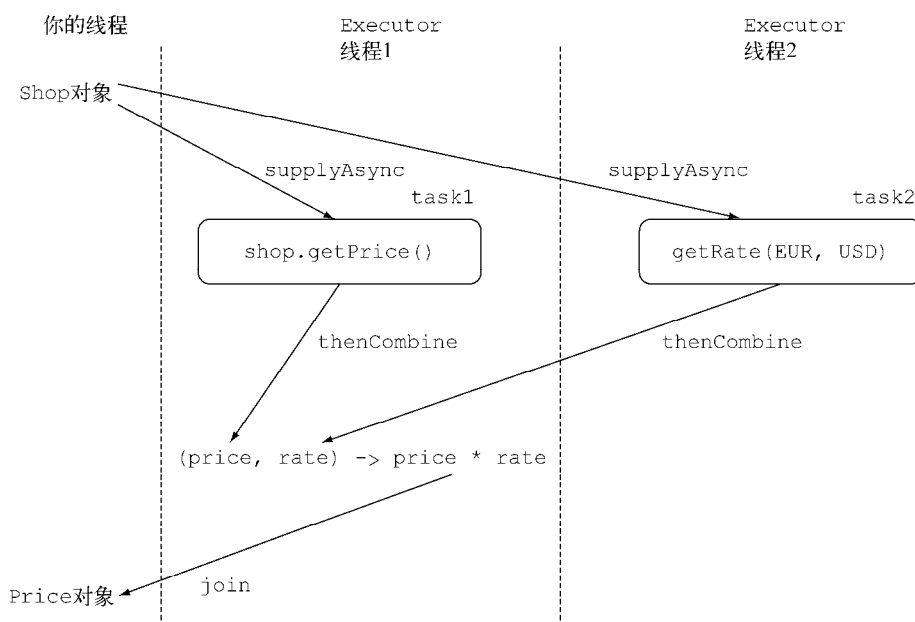 你的线程
Executor
线程1
Executor
线程2
Shop对象
supplyAsync
supplyAsync
task1
task2
shop.getPrice()
getRate(EUR, USD)
thenCombine
thenCombine
(price, rate) -> price * rate
join
Price对象